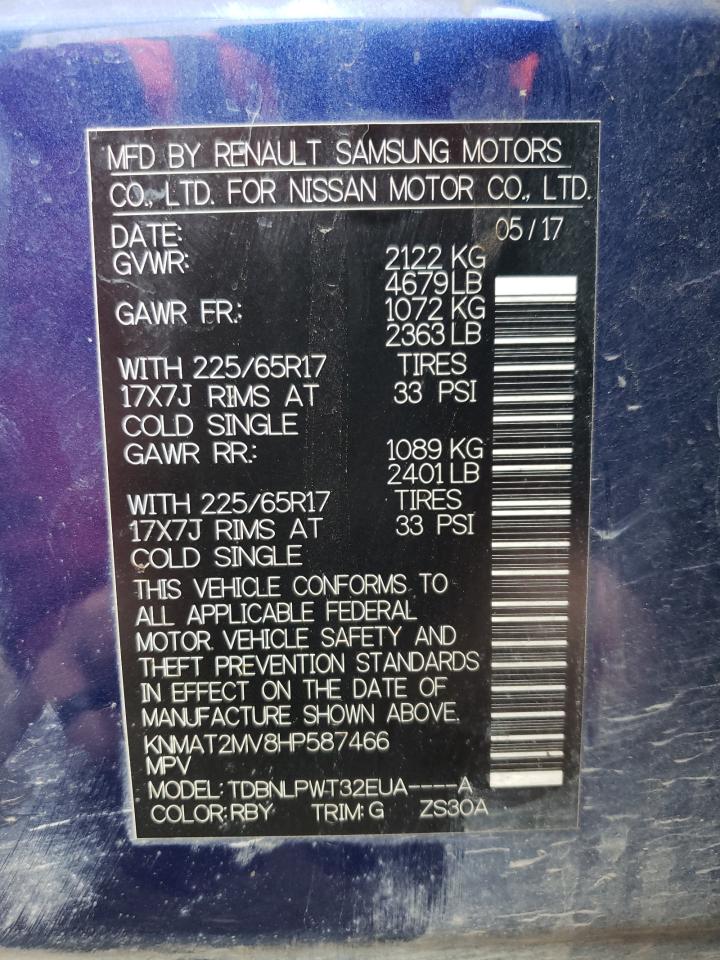 MFD BY RENAULT SAMSUNG MOTORS
CO., LTD. FOR NISSAN MOTOR CO., LTD.
DATE: 05/17
GVWR: 2122 KG
4679LB
GAWR FR.: 1072 KG
2363 LB
WITH 225/65R17 TIRES
17X7J RIMS AT 33 PSI
COLD SINGLE
GAWR RR.: 1089 KG
2401LB
WITH 225/65R17 TIRES
17X7J RIMS AT 33 PSI
COLD SINGLE
THIS VEHICLE CONFORMS TO
ALL APPLICABLE FEDERAL
MOTOR VEHICLE SAFETY AND
THEFT PREVENTION STANDARDS
IN EFFECT ON THE DATE OF
MANUFACTURE SHOWN ABOVE.
KNMAT2MV8HP587466
MPV
MODEL: TDBNLPWT32EUA----A
COLOR:RBY TRIM:G ZS30A